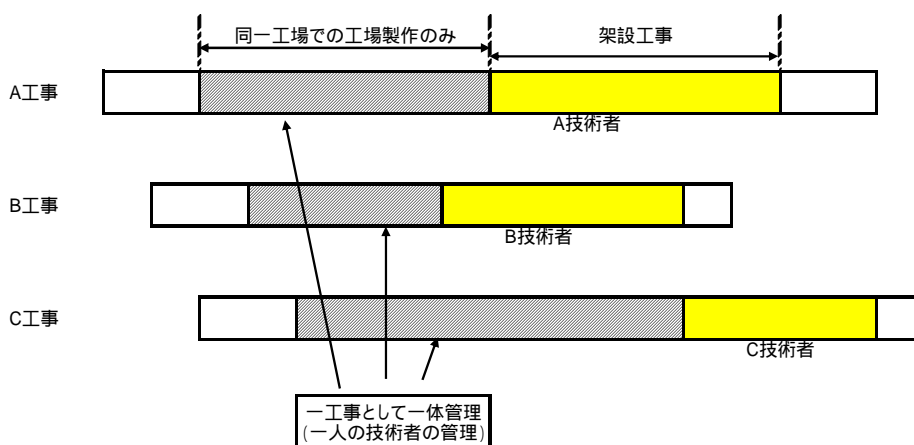 同一工場での工場製作のみ
架設工事
A工事
A技術者
B工事
B技術者
C工事
C技術者
一工事として一体管理
(一人の技術者の管理)